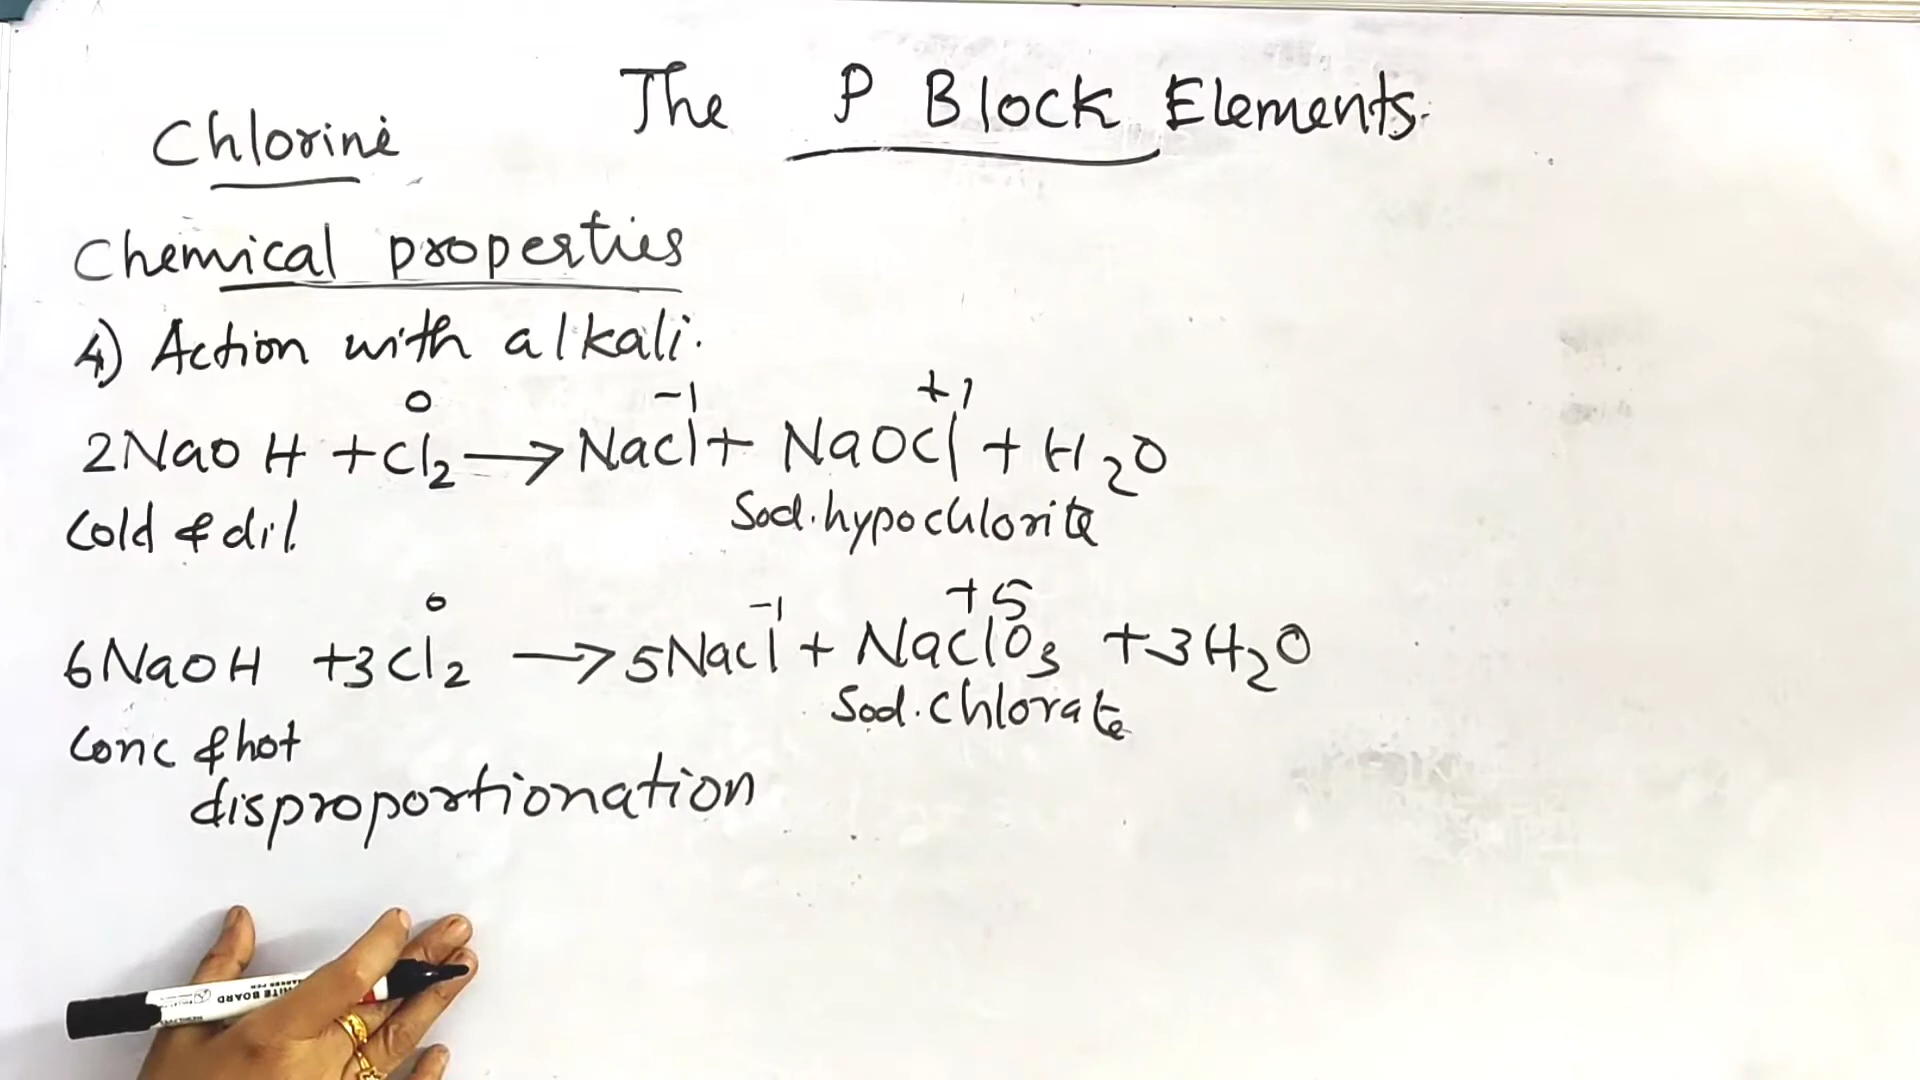 The P Block Elements.
Chlorine
Chemical properties
4) Action with alkali.
0 -1 +1
2NaOH + Cl2 → NaCl + NaOCl + H2O
Cold & dil. Sod. hypochlorite
0 -1 +5
6NaOH +3Cl2 → 5NaCl + NaClO3 +3H2O
Conc & hot Sod. Chlorate
disproportionation